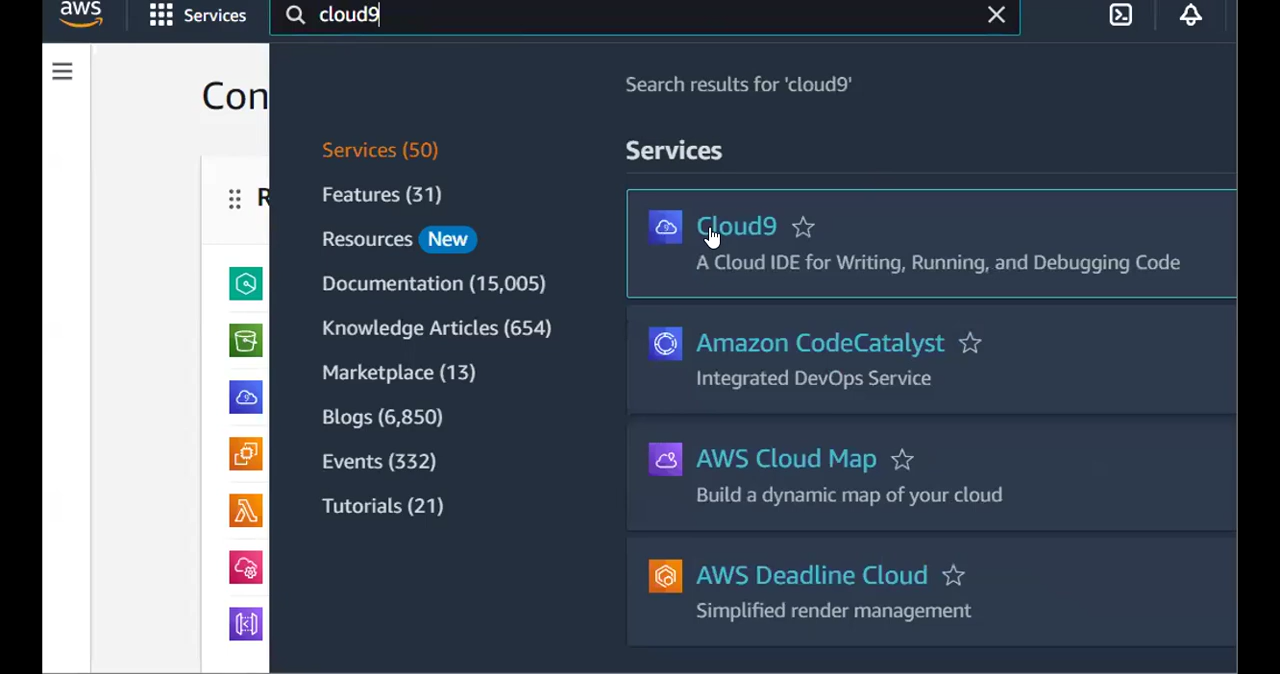 aws
Services
cloud9
Con
R
Search results for 'cloud9'
Services (50)
Features (31)
Resources New
Documentation (15,005)
Knowledge Articles (654)
Marketplace (13)
Blogs (6,850)
Events (332)
Tutorials (21)
Services
Cloud9
A Cloud IDE for Writing, Running, and Debugging Code
Amazon CodeCatalyst
Integrated DevOps Service
AWS Cloud Map
Build a dynamic map of your cloud
AWS Deadline Cloud
Simplified render management